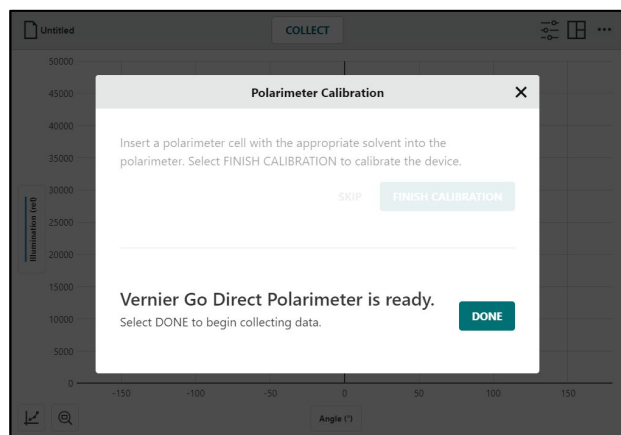 Untitled
COLLECT
Polarimeter Calibration
Insert a polarimeter cell with the appropriate solvent into the
polarimeter. Select FINISH CALIBRATION to calibrate the device.
SKIP
FINISH CALIBRATION
Vernier Go Direct Polarimeter is ready.
Select DONE to begin collecting data.
DONE
Illumination (rel)
50000
45000
40000
35000
30000
25000
20000
15000
10000
5000
0
-150 -100 -50 0 50 100 150
Angle (°)